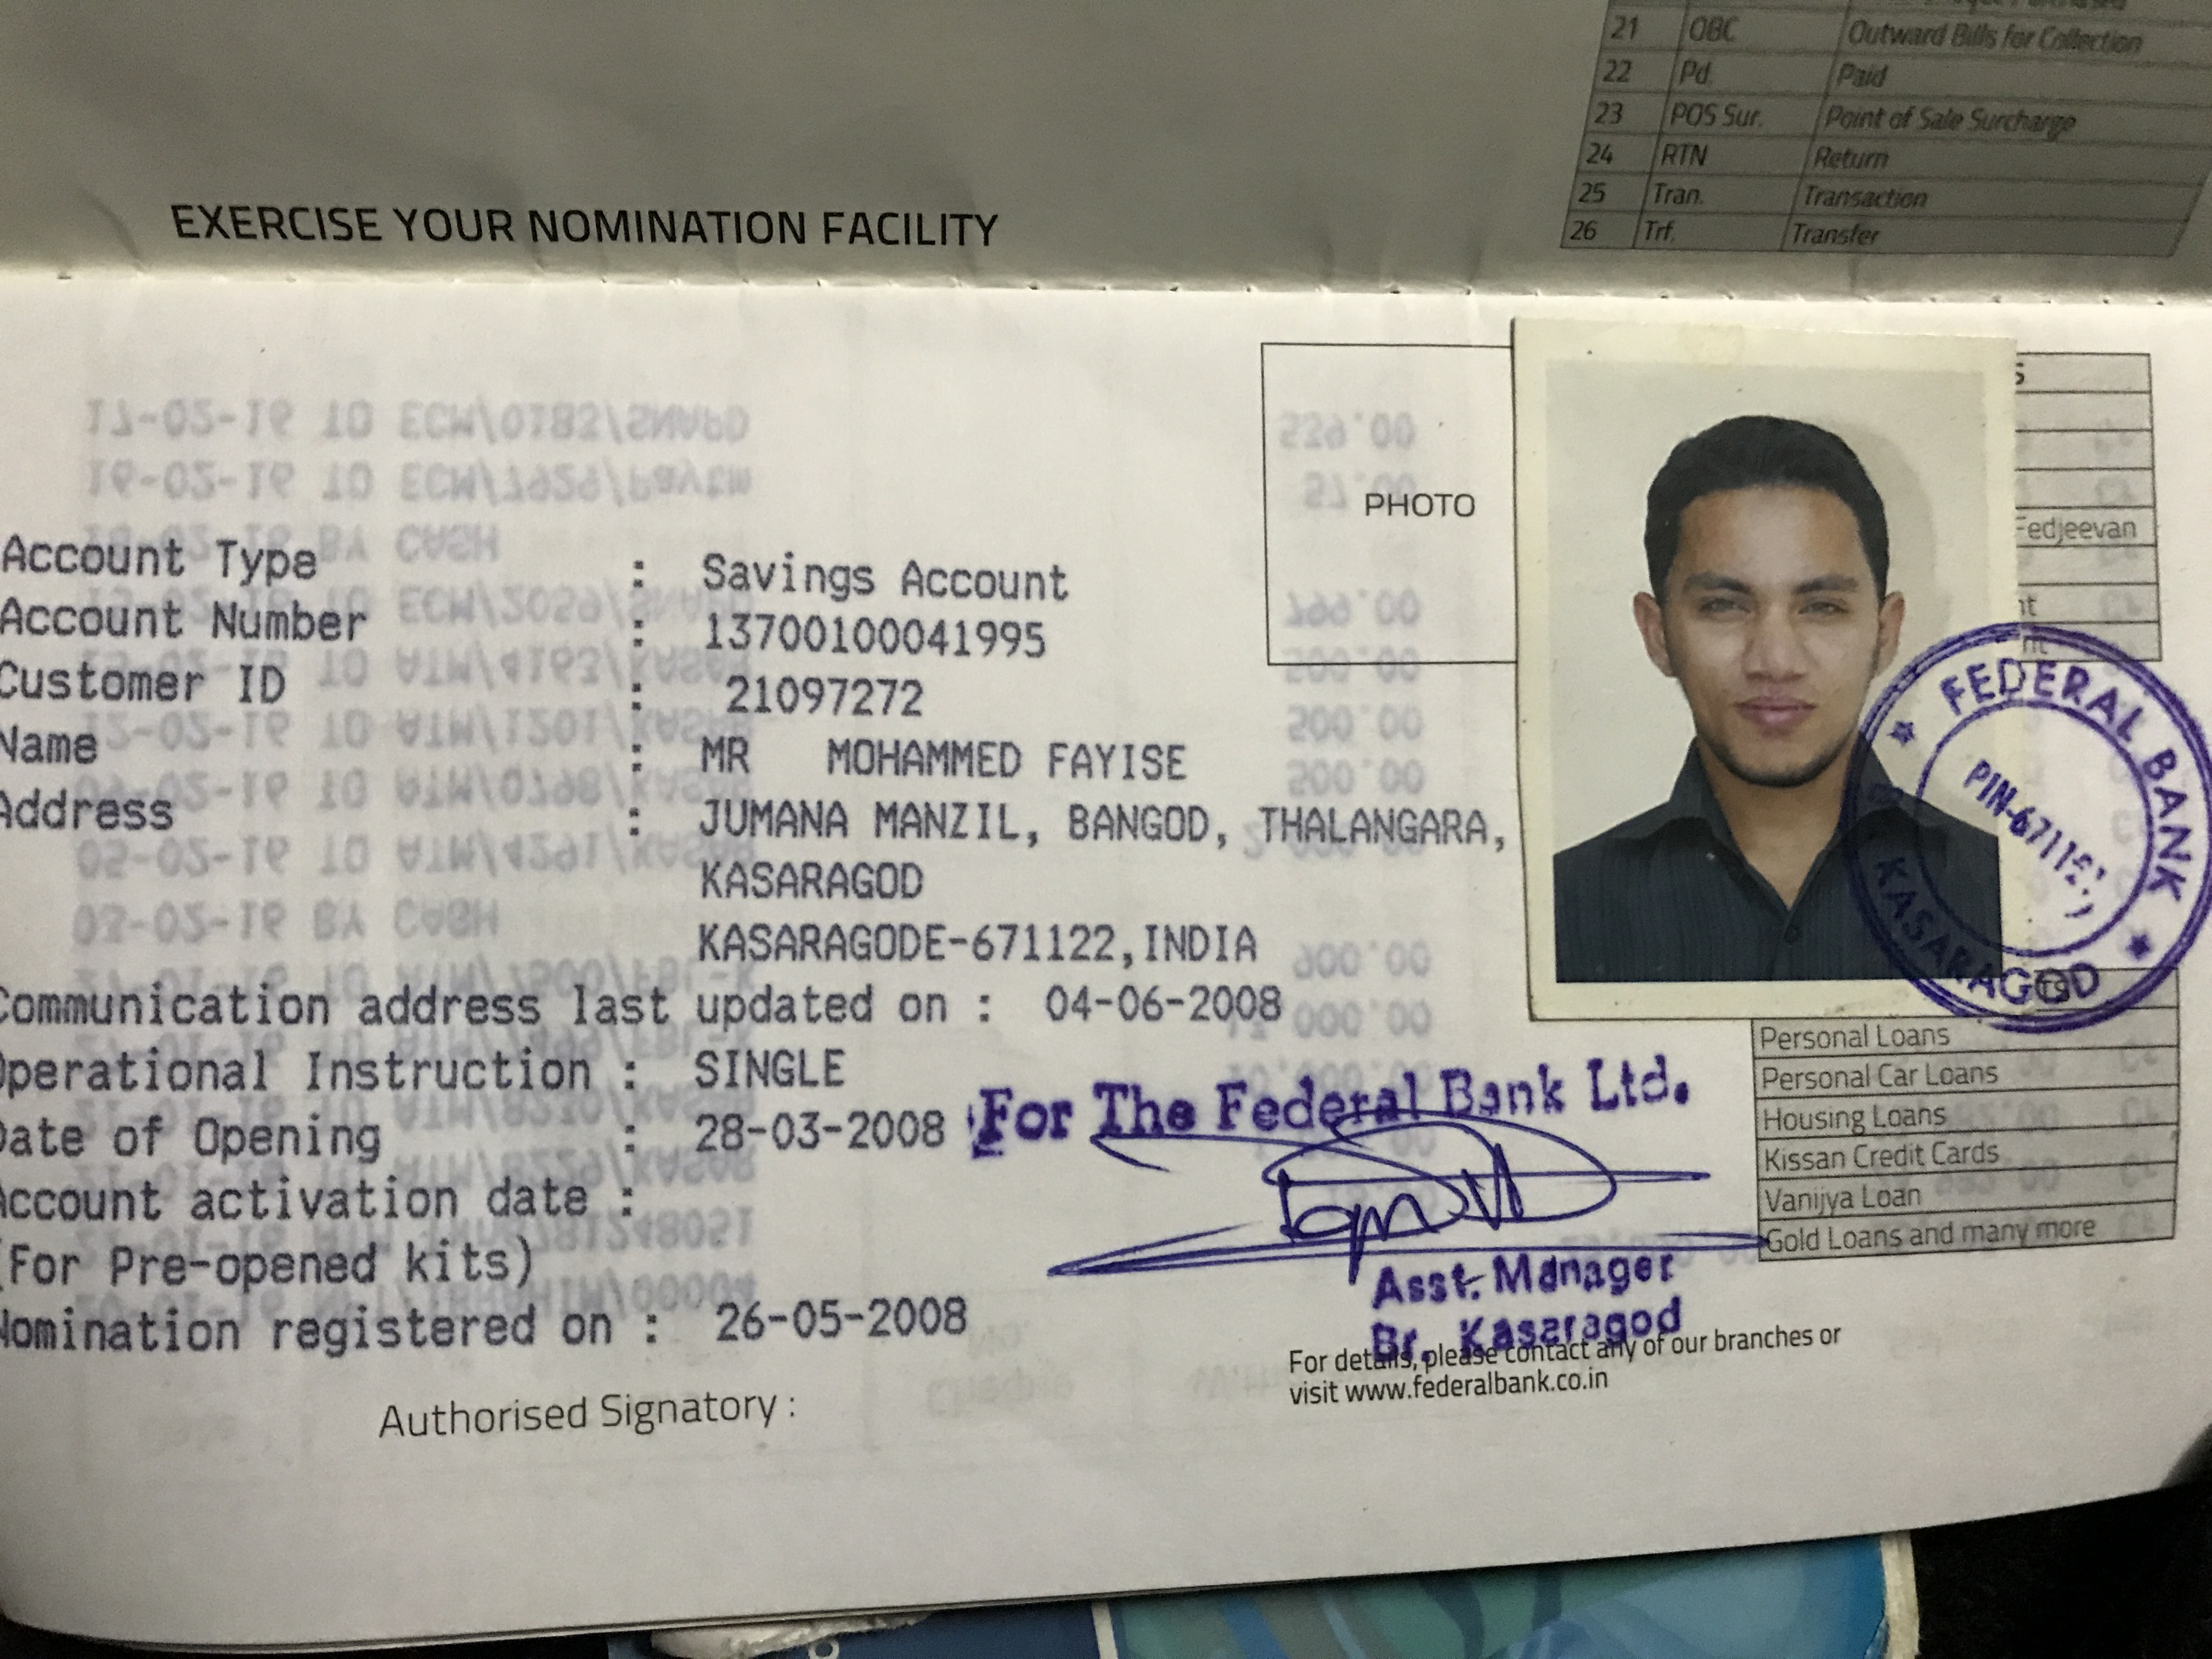 EXERCISE YOUR NOMINATION FACILITY
21 OBC Outward Bills for Collection
22 Pd Paid
23 POS Sur. Point of Sale Surcharge
24 RTN Return
25 Tran. Transaction
26 Trf. Transfer
Account Type : Savings Account
Account Number : 13700100041995
Customer ID : 21097272
Name : MR MOHAMMED FAYISE
Address : JUMANA MANZIL, BANGOD, THALANGARA,
KASARAGOD
KASARAGODE-671122,INDIA
Communication address last updated on : 04-06-2008
Operational Instruction : SINGLE
Date of Opening : 28-03-2008
Account activation date :
(For Pre-opened kits)
Nomination registered on : 26-05-2008
PHOTO
Fedjeevan
FEDERAL BANK
KASARAGOD
Personal Loans
Personal Car Loans
Housing Loans
Kissan Credit Cards
Vanijya Loan
Gold Loans and many more
For The Federal Bank Ltd.
Asst. Manager
Br. Kasaragod
Authorised Signatory :
For details, please contact any of our branches or
visit www.federalbank.co.in